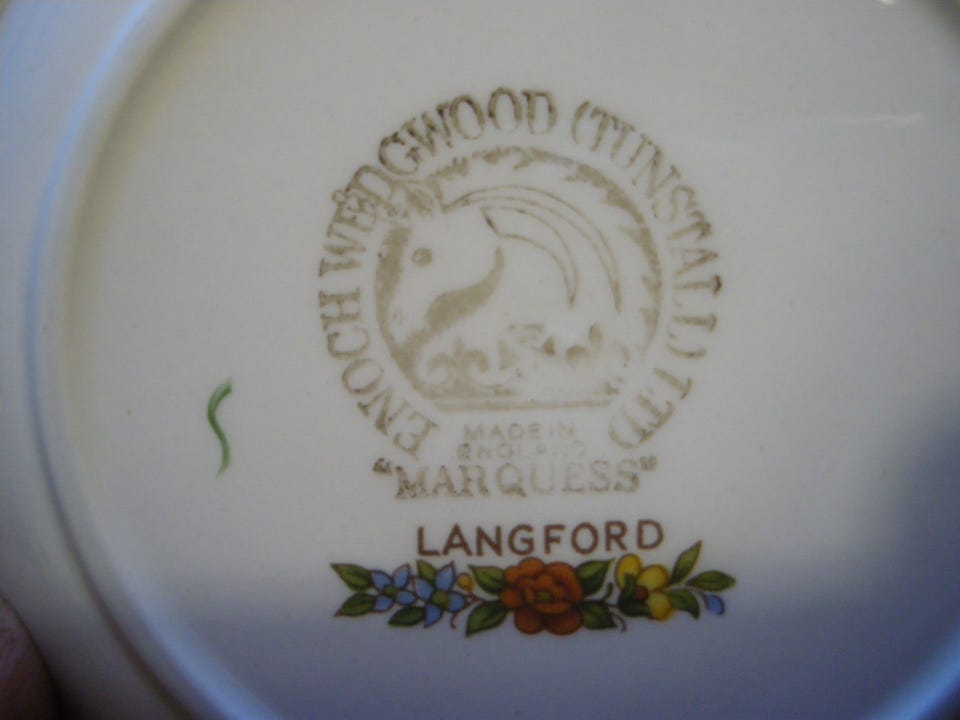 ENOCH WEDGWOOD (TUNSTALL) LTD
MADE IN
ENGLAND
"MARQUESS"
LANGFORD